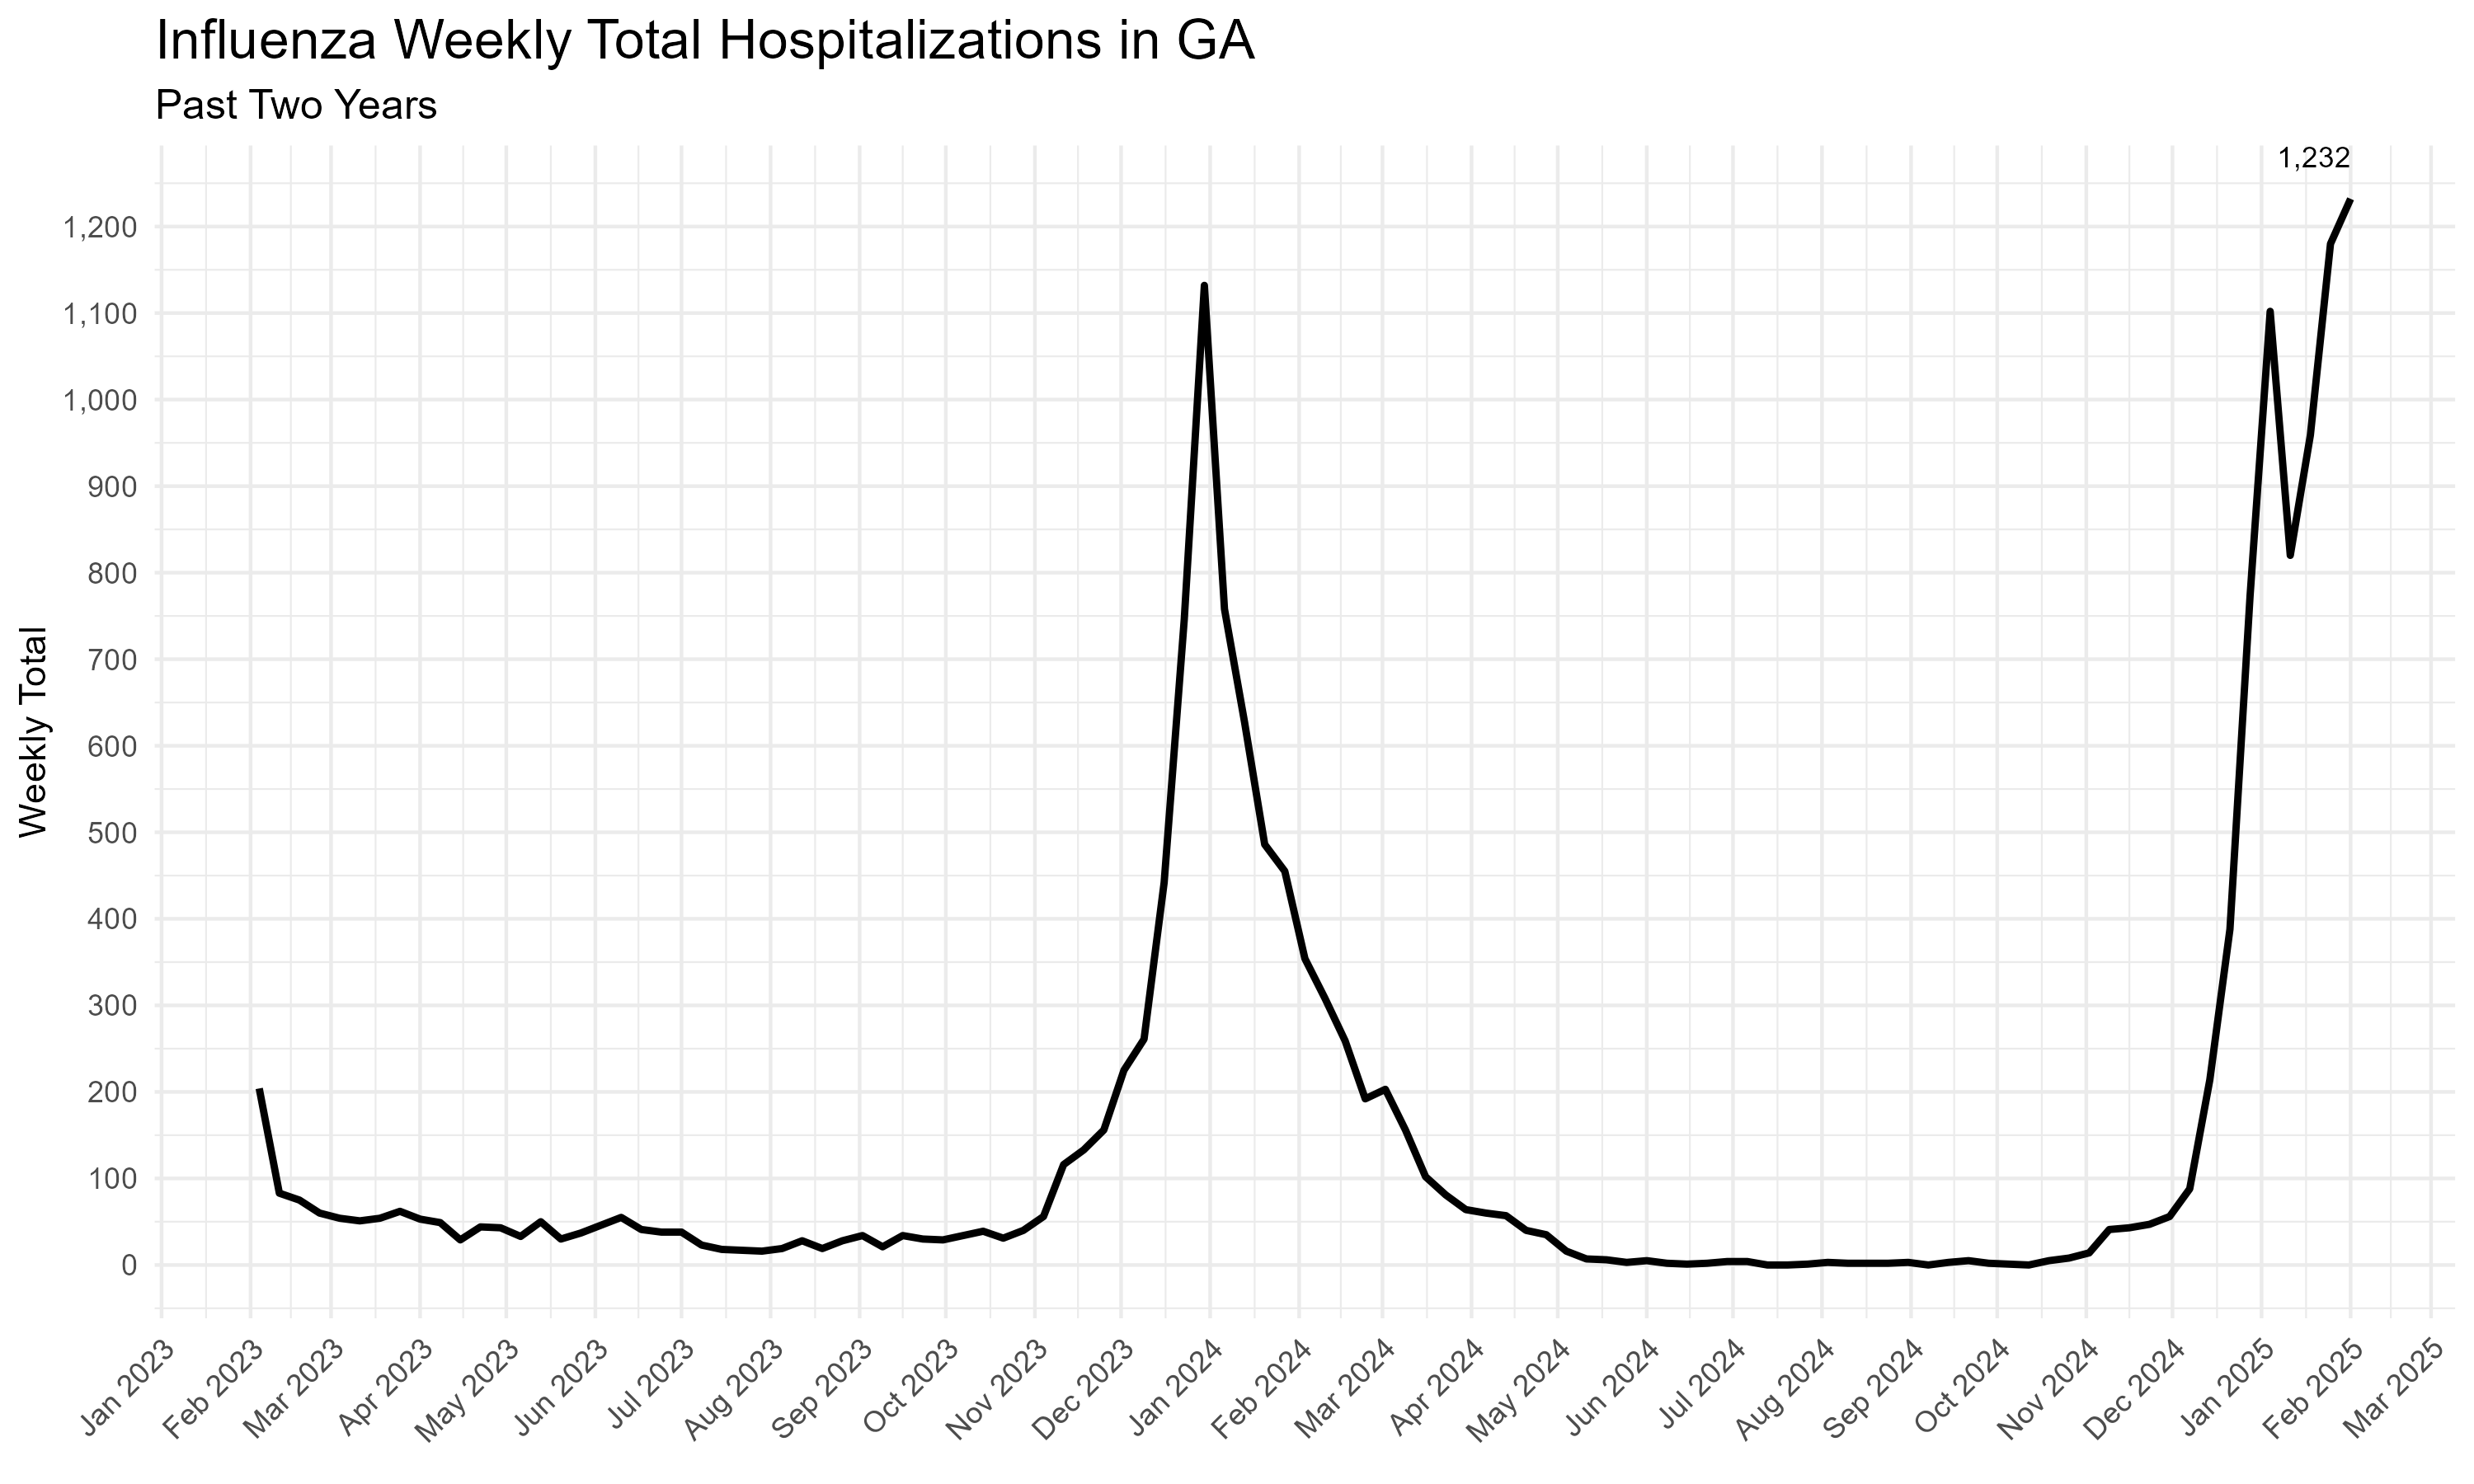 Influenza Weekly Total Hospitalizations in GA
Past Two Years
1,232
1,200
1,100
1,000
900
800
700
600
500
400
300
200
100
0
Weekly Total
Jan 2023
Feb 2023
Mar 2023
Apr 2023
May 2023
Jun 2023
Jul 2023
Aug 2023
Sep 2023
Oct 2023
Nov 2023
Dec 2023
Jan 2024
Feb 2024
Mar 2024
Apr 2024
May 2024
Jun 2024
Jul 2024
Aug 2024
Sep 2024
Oct 2024
Nov 2024
Dec 2024
Jan 2025
Feb 2025
Mar 2025